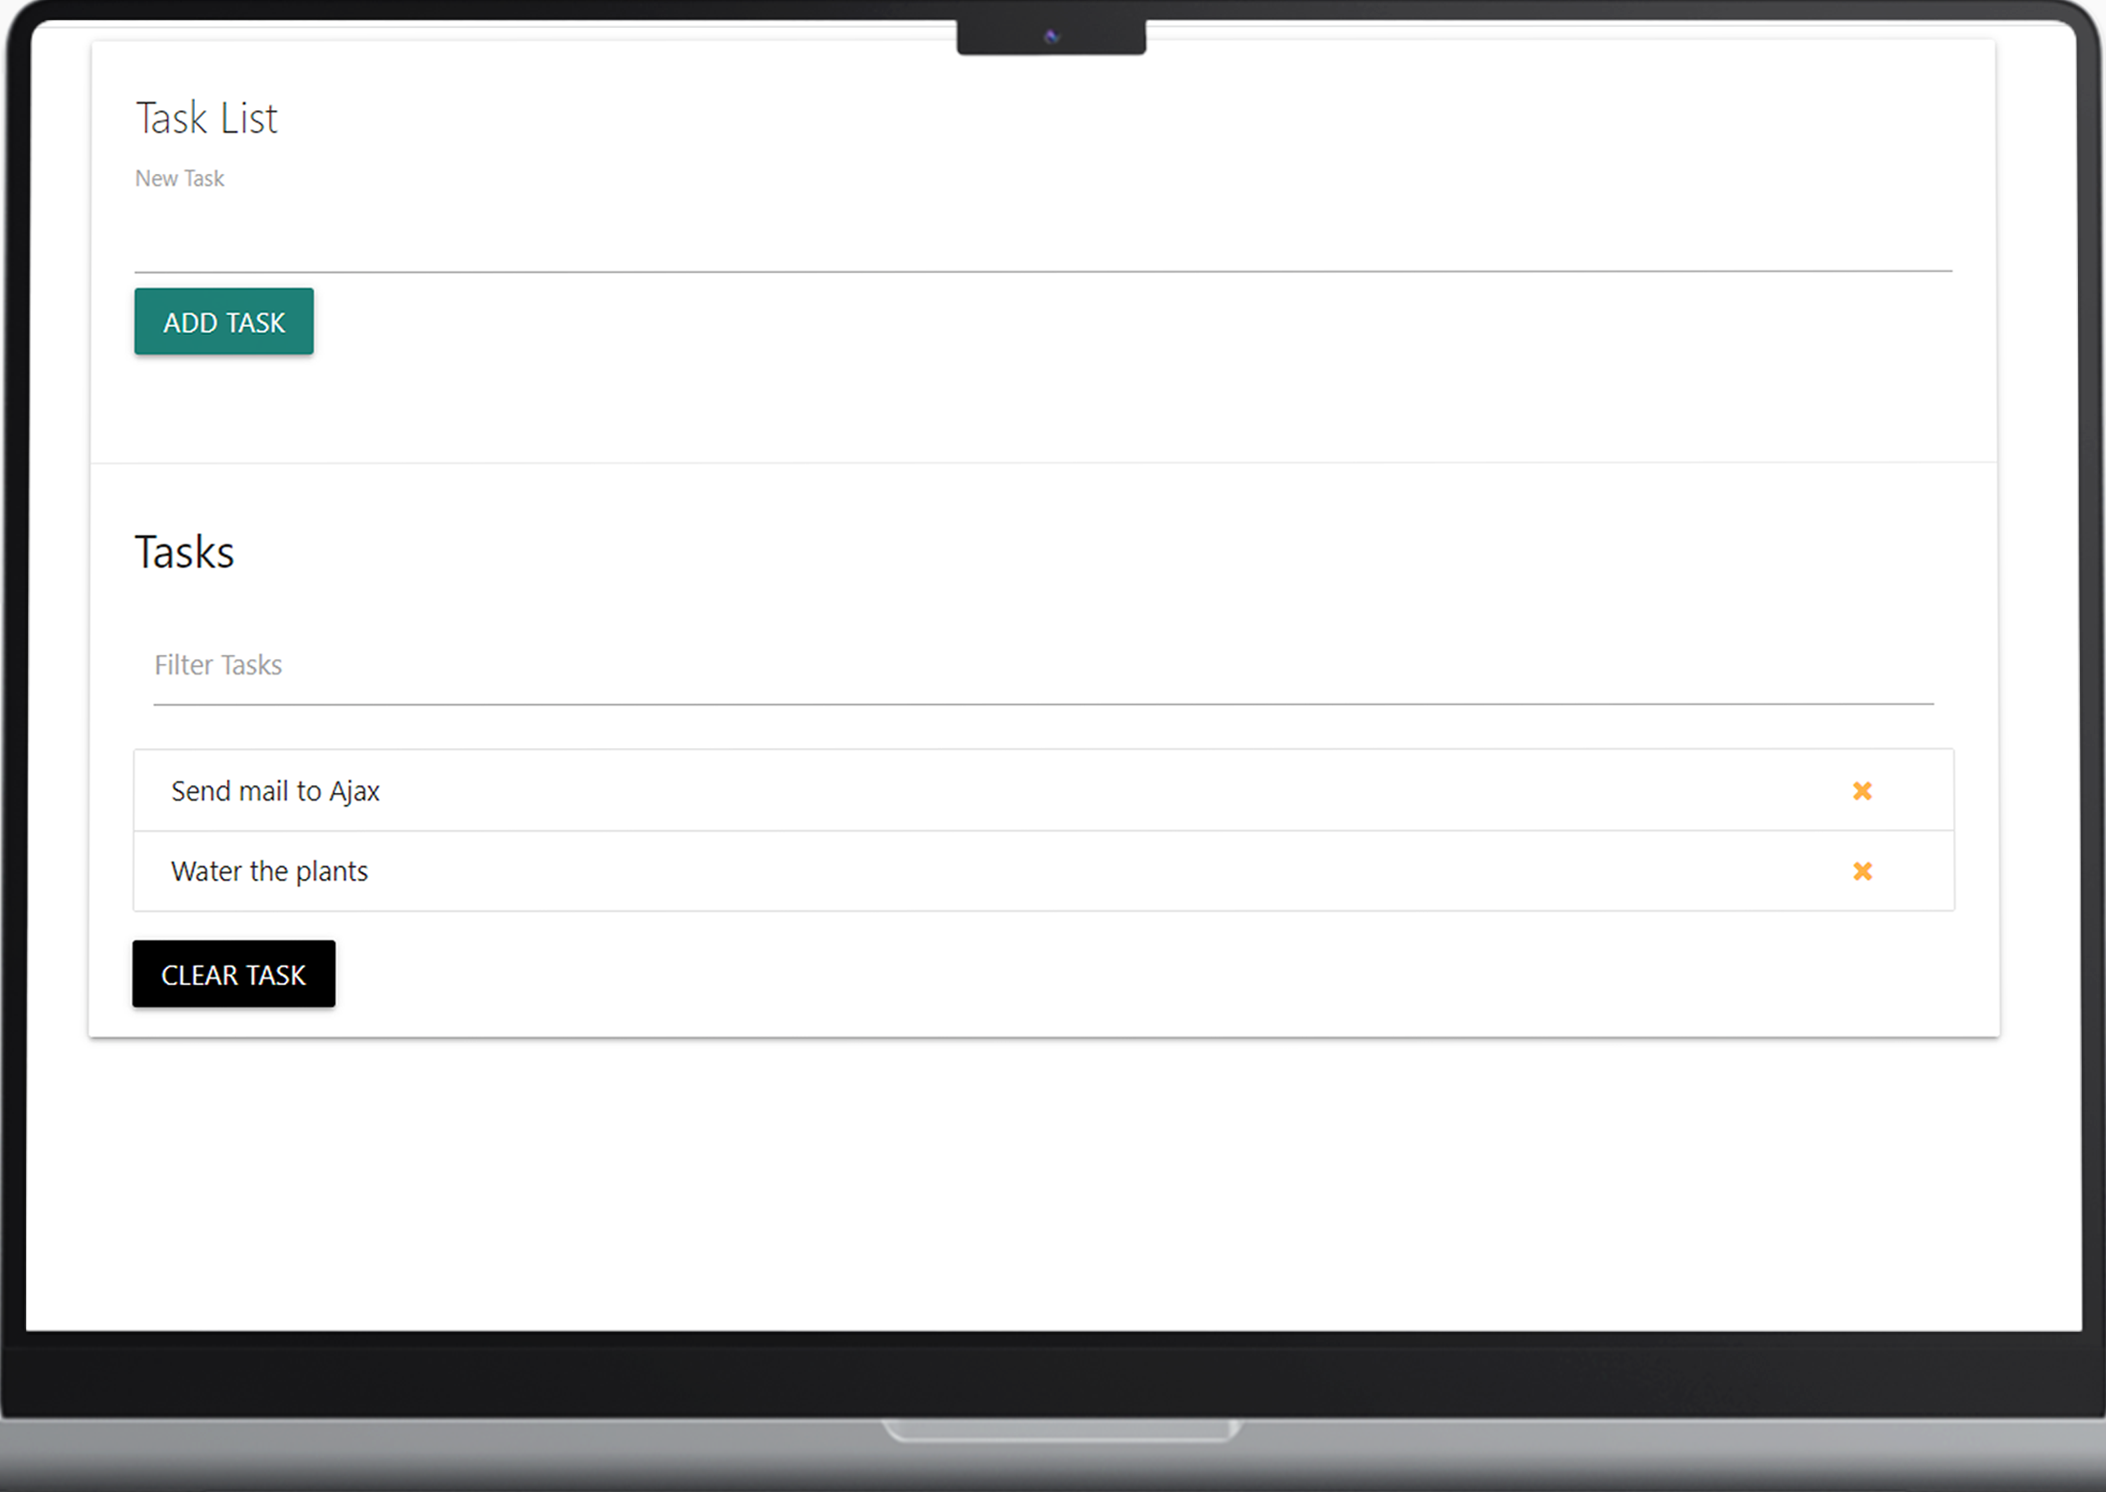 Task List
New Task
ADD TASK
Tasks
Filter Tasks
Send mail to Ajax
Water the plants
CLEAR TASK